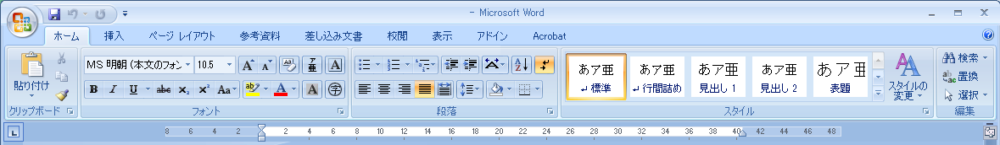 - Microsoft Word
ホーム 挿入 ページ レイアウト 参考資料 差し込み文書 校閲 表示 アドイン Acrobat
貼り付け
クリップボード
MS 明朝 (本文のフォン 10.5
A A Aあ ア亜 A
B I U abc x₂ x² Aa ab A A 字
フォント
段落
A Z
あア亜 あア亜 あア亜 あア亜 あア亜
↵ 標準 ↵ 行間詰め 見出し 1 見出し 2 表題
スタイル
スタイルの
変更
検索
置換
選択
編集
L 8 6 4 2 2 4 6 8 10 12 14 16 18 20 22 24 26 28 30 32 34 36 38 40 42 44 46 48